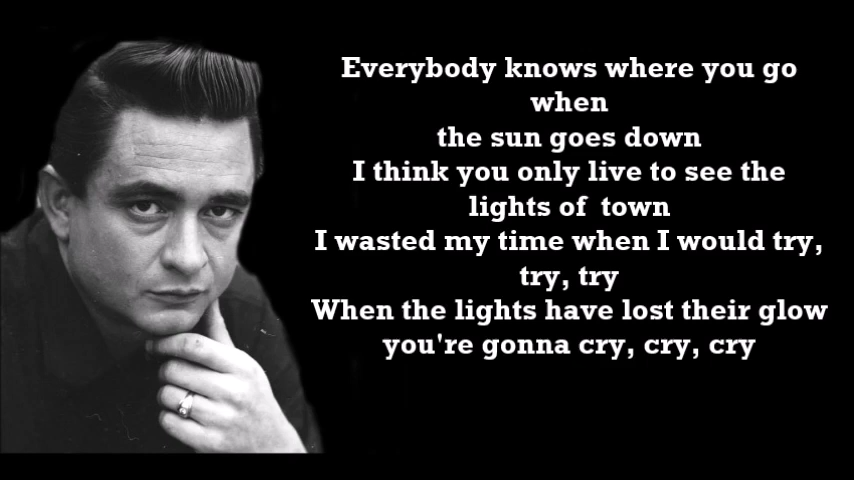 Everybody knows where you go
when
the sun goes down
I think you only live to see the
lights of town
I wasted my time when I would try,
try, try
When the lights have lost their glow
you're gonna cry, cry, cry